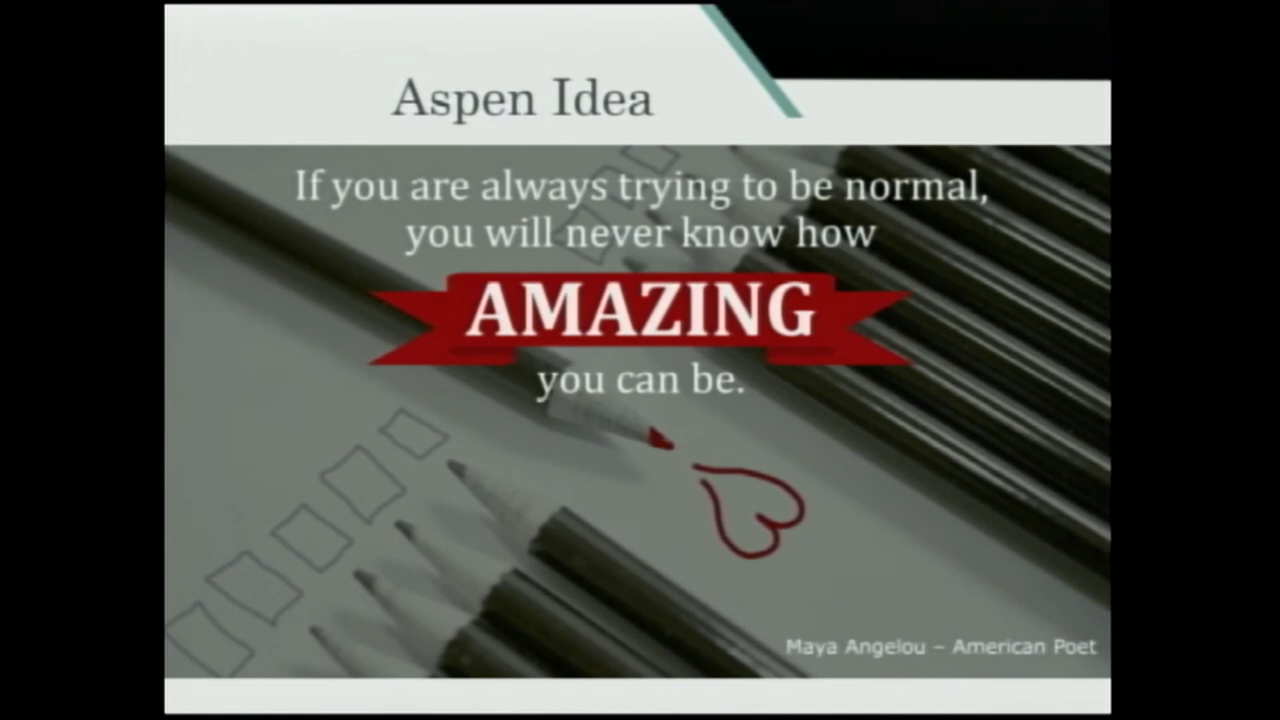 Aspen Idea
If you are always trying to be normal,
you will never know how
AMAZING
you can be.
Maya Angelou – American Poet